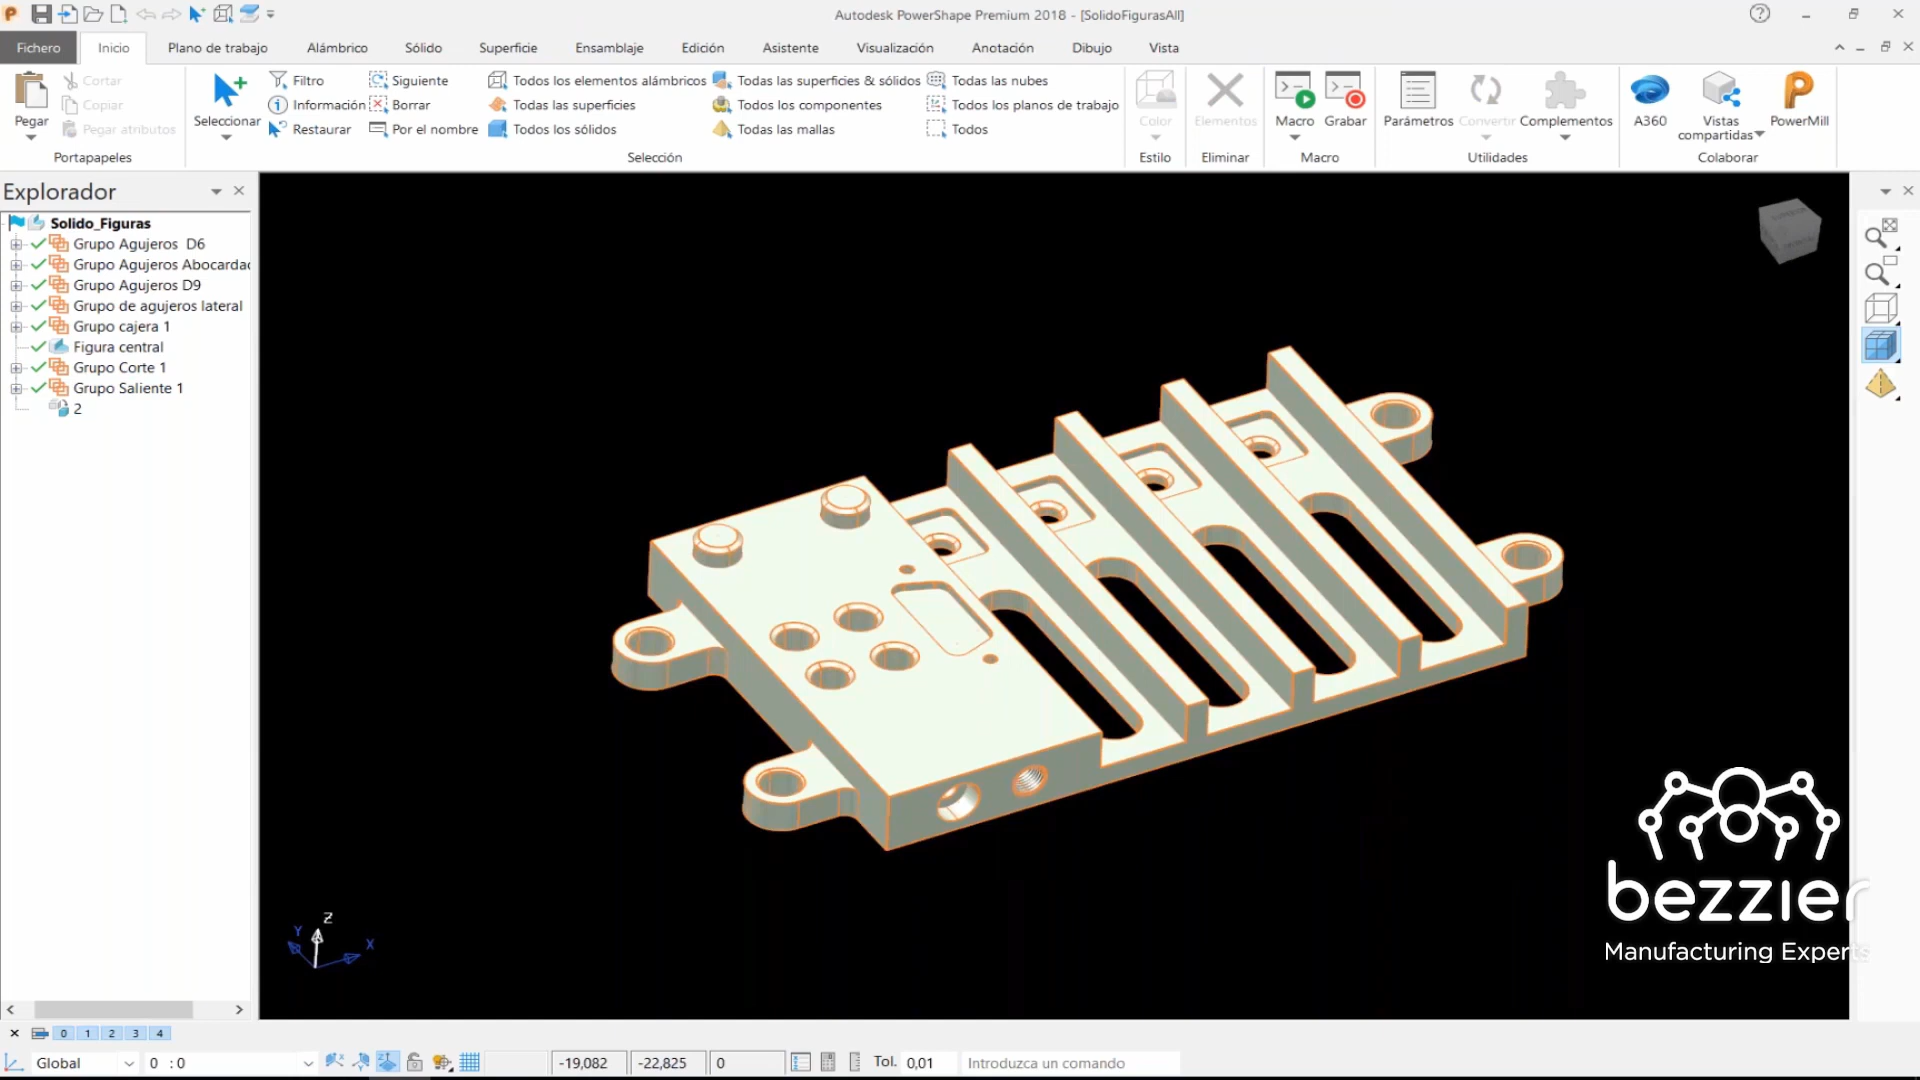 Autodesk PowerShape Premium 2018 - [SolidoFigurasAll]
Fichero Inicio Plano de trabajo Alámbrico Sólido Superficie Ensamblaje Edición Asistente Visualización Anotación Dibujo Vista
Pegar
Cortar
Copiar
Pegar atributos
Portapapeles
Seleccionar
Filtro
Información
Restaurar
Siguiente
Borrar
Por el nombre
Todos los elementos alámbricos
Todas las superficies
Todos los sólidos
Todas las superficies & sólidos
Todos los componentes
Todas las mallas
Todas las nubes
Todos los planos de trabajo
Todos
Selección
Color
Estilo
Elementos
Eliminar
Macro
Grabar
Macro
Parámetros
Convertir
Complementos
Utilidades
A360
Vistas
compartidas
PowerMill
Colaborar
Explorador
Solido_Figuras
Grupo Agujeros D6
Grupo Agujeros Abocardad
Grupo Agujeros D9
Grupo de agujeros lateral
Grupo cajera 1
Figura central
Grupo Corte 1
Grupo Saliente 1
2
Z
Y
X
bezzier
Manufacturing Experts
0 1 2 3 4
Global 0 :0 -19,082 -22,825 0 Tol. 0,01 Introduzca un comando